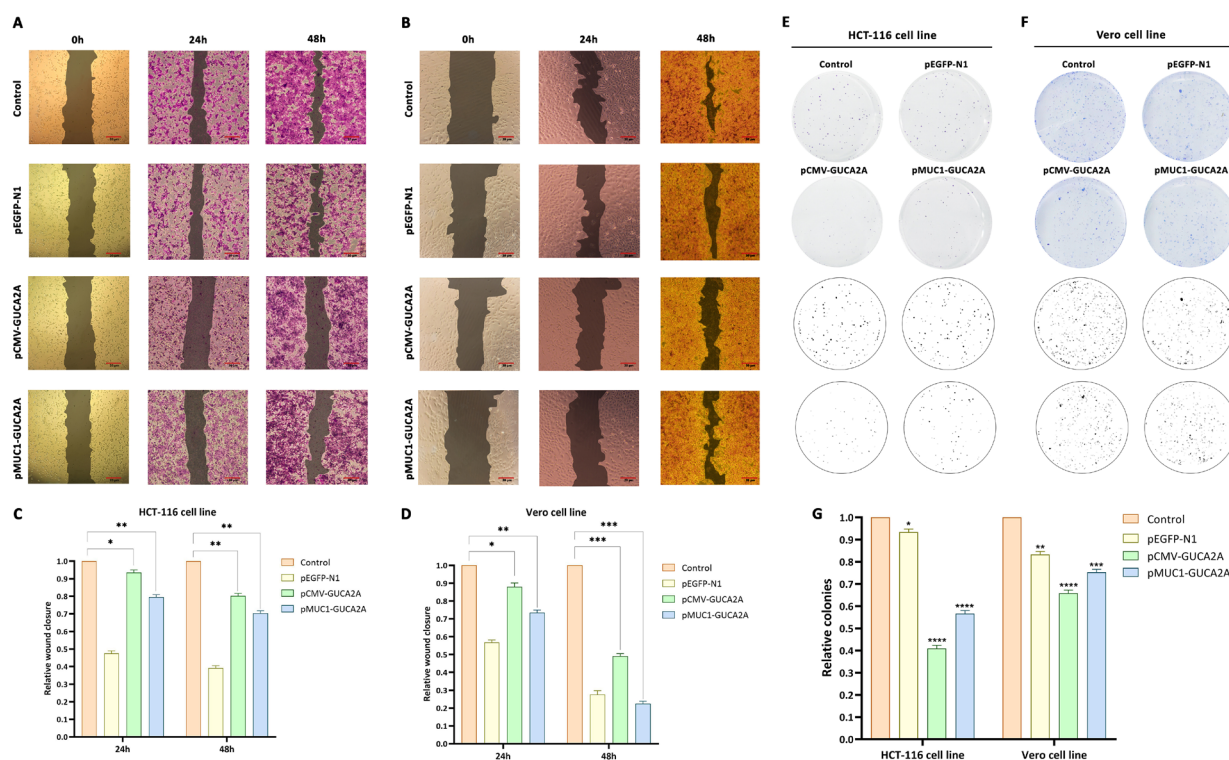 A
0h
24h
48h
Control
pEGFP-N1
pCMV-GUCA2A
pMUC1-GUCA2A
B
0h
24h
48h
Control
pEGFP-N1
pCMV-GUCA2A
pMUC1-GUCA2A
E
HCT-116 cell line
Control
pEGFP-N1
pCMV-GUCA2A
pMUC1-GUCA2A
F
Vero cell line
Control
pEGFP-N1
pCMV-GUCA2A
pMUC1-GUCA2A
C
HCT-116 cell line
Relative wound closure
1.0
0.9
0.8
0.7
0.6
0.5
0.4
0.3
0.2
0.1
0.0
**
*
**
**
24h
48h
Control
pEGFP-N1
pCMV-GUCA2A
pMUC1-GUCA2A
D
Vero cell line
Relative wound closure
1.0
0.9
0.8
0.7
0.6
0.5
0.4
0.3
0.2
0.1
0.0
**
*
***
***
24h
48h
Control
pEGFP-N1
pCMV-GUCA2A
pMUC1-GUCA2A
G
Relative colonies
1.0
0.9
0.8
0.7
0.6
0.5
0.4
0.3
0.2
0.1
0.0
*
****
****
**
****
***
HCT-116 cell line
Vero cell line
Control
pEGFP-N1
pCMV-GUCA2A
pMUC1-GUCA2A